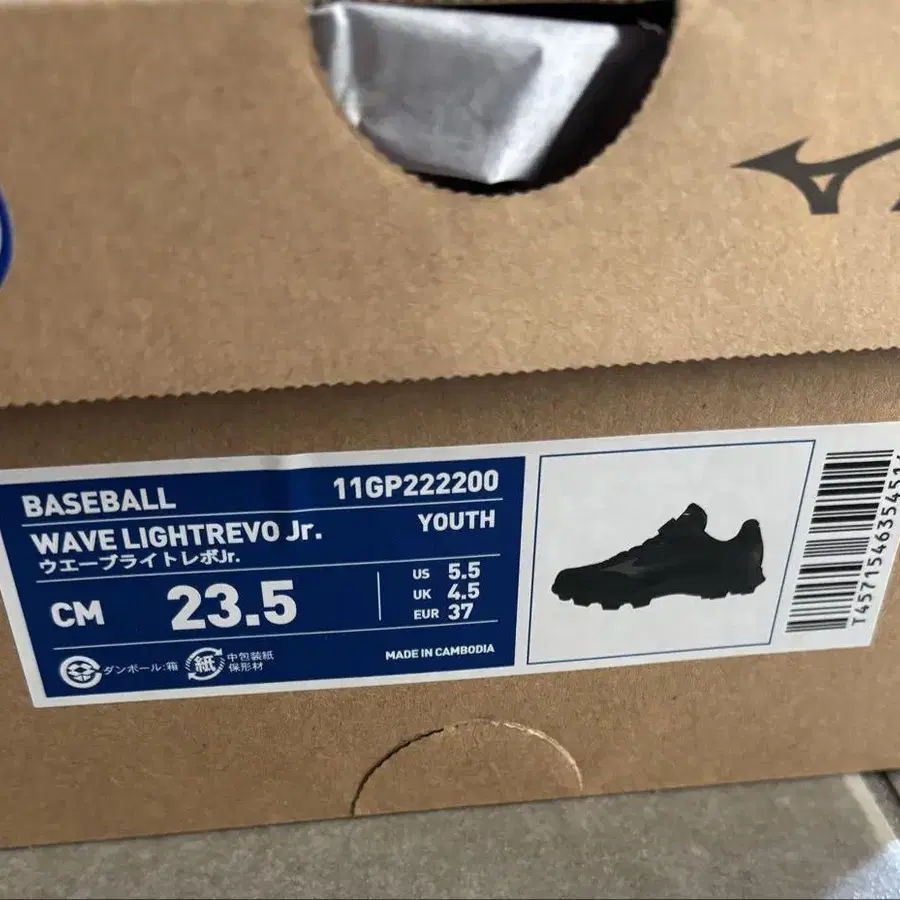 BASEBALL
11GP222200
WAVE LIGHTREVO Jr.
YOUTH
ウエーブライトレボJr.
CM 23.5
US 5.5
UK 4.5
EUR 37
ダンボール:箱
紙
中包装紙
保形材
MADE IN CAMBODIA